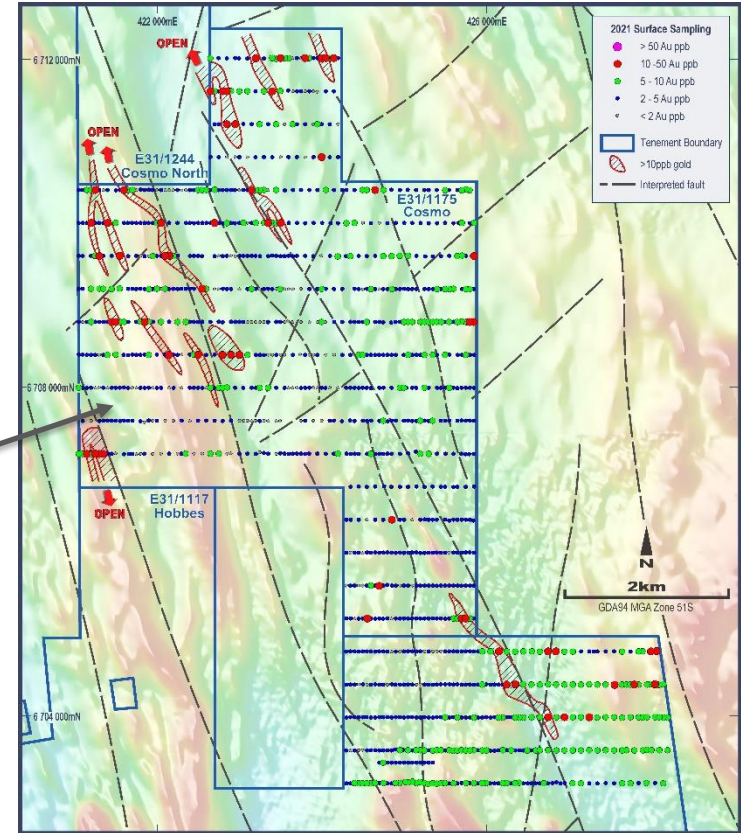 422 000mE
426 000mE
6 712 000mN
OPEN
2021 Surface Sampling
> 50 Au ppb
10 -50 Au ppb
5 - 10 Au ppb
2 - 5 Au ppb
< 2 Au ppb
Tenement Boundary
>10ppb gold
Interpreted fault
OPEN
E31/1244
Cosmo North
E31/1175
Cosmo
6 708 000mN
OPEN
E31/1117
Hobbes
N
2km
GDA94 MGA Zone 51S
6 704 000mN